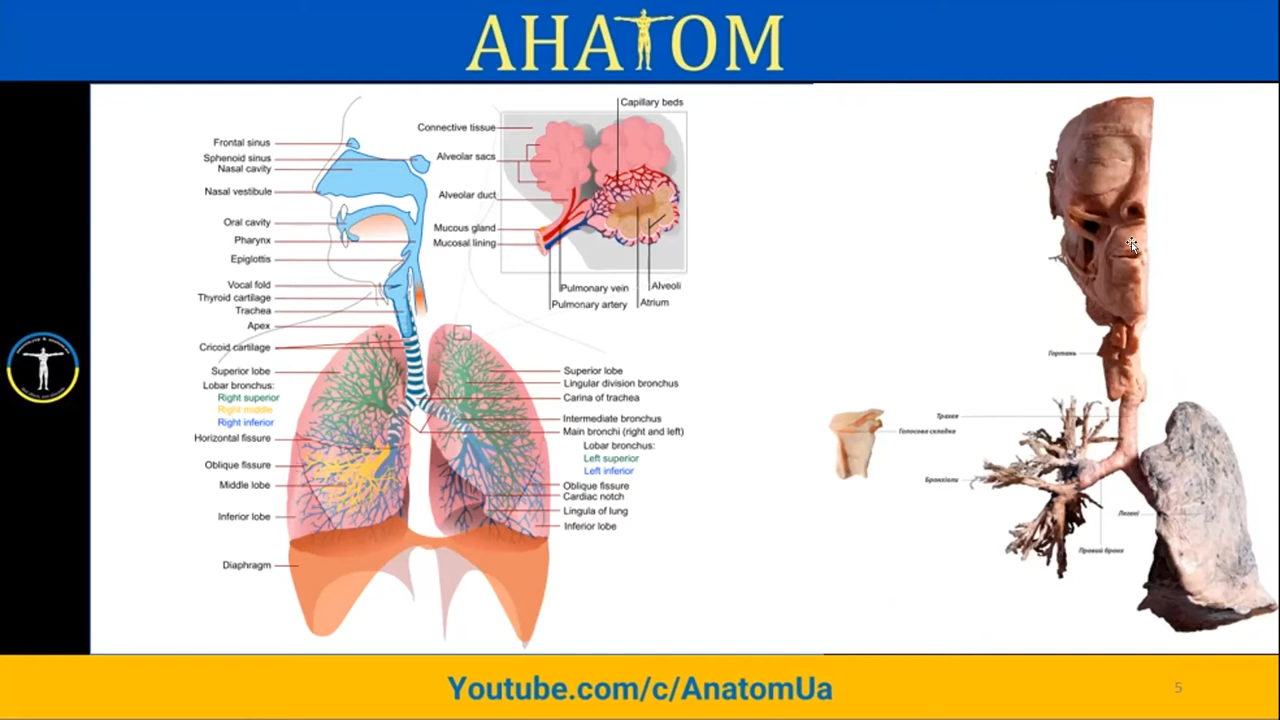 АНАТОМ
Capillary beds
Connective tissue
Alveolar sacs
Alveolar duct
Mucous gland
Mucosal lining
Pulmonary vein
Pulmonary artery
Alveoli
Atrium
Frontal sinus
Sphenoid sinus
Nasal cavity
Nasal vestibule
Oral cavity
Pharynx
Epiglottis
Vocal fold
Thyroid cartilage
Trachea
Apex
Cricoid cartilage
Superior lobe
Lobar bronchus:
Right superior
Right middle
Right inferior
Horizontal fissure
Oblique fissure
Middle lobe
Inferior lobe
Diaphragm
Superior lobe
Lingular division bronchus
Carina of trachea
Intermediate bronchus
Main bronchi (right and left)
Lobar bronchus:
Left superior
Left inferior
Oblique fissure
Cardiac notch
Lingula of lung
Inferior lobe
Гортань
Трахея
Голосова складка
Бронхіоли
Легені
Правий бронх
Youtube.com/c/AnatomUa
5